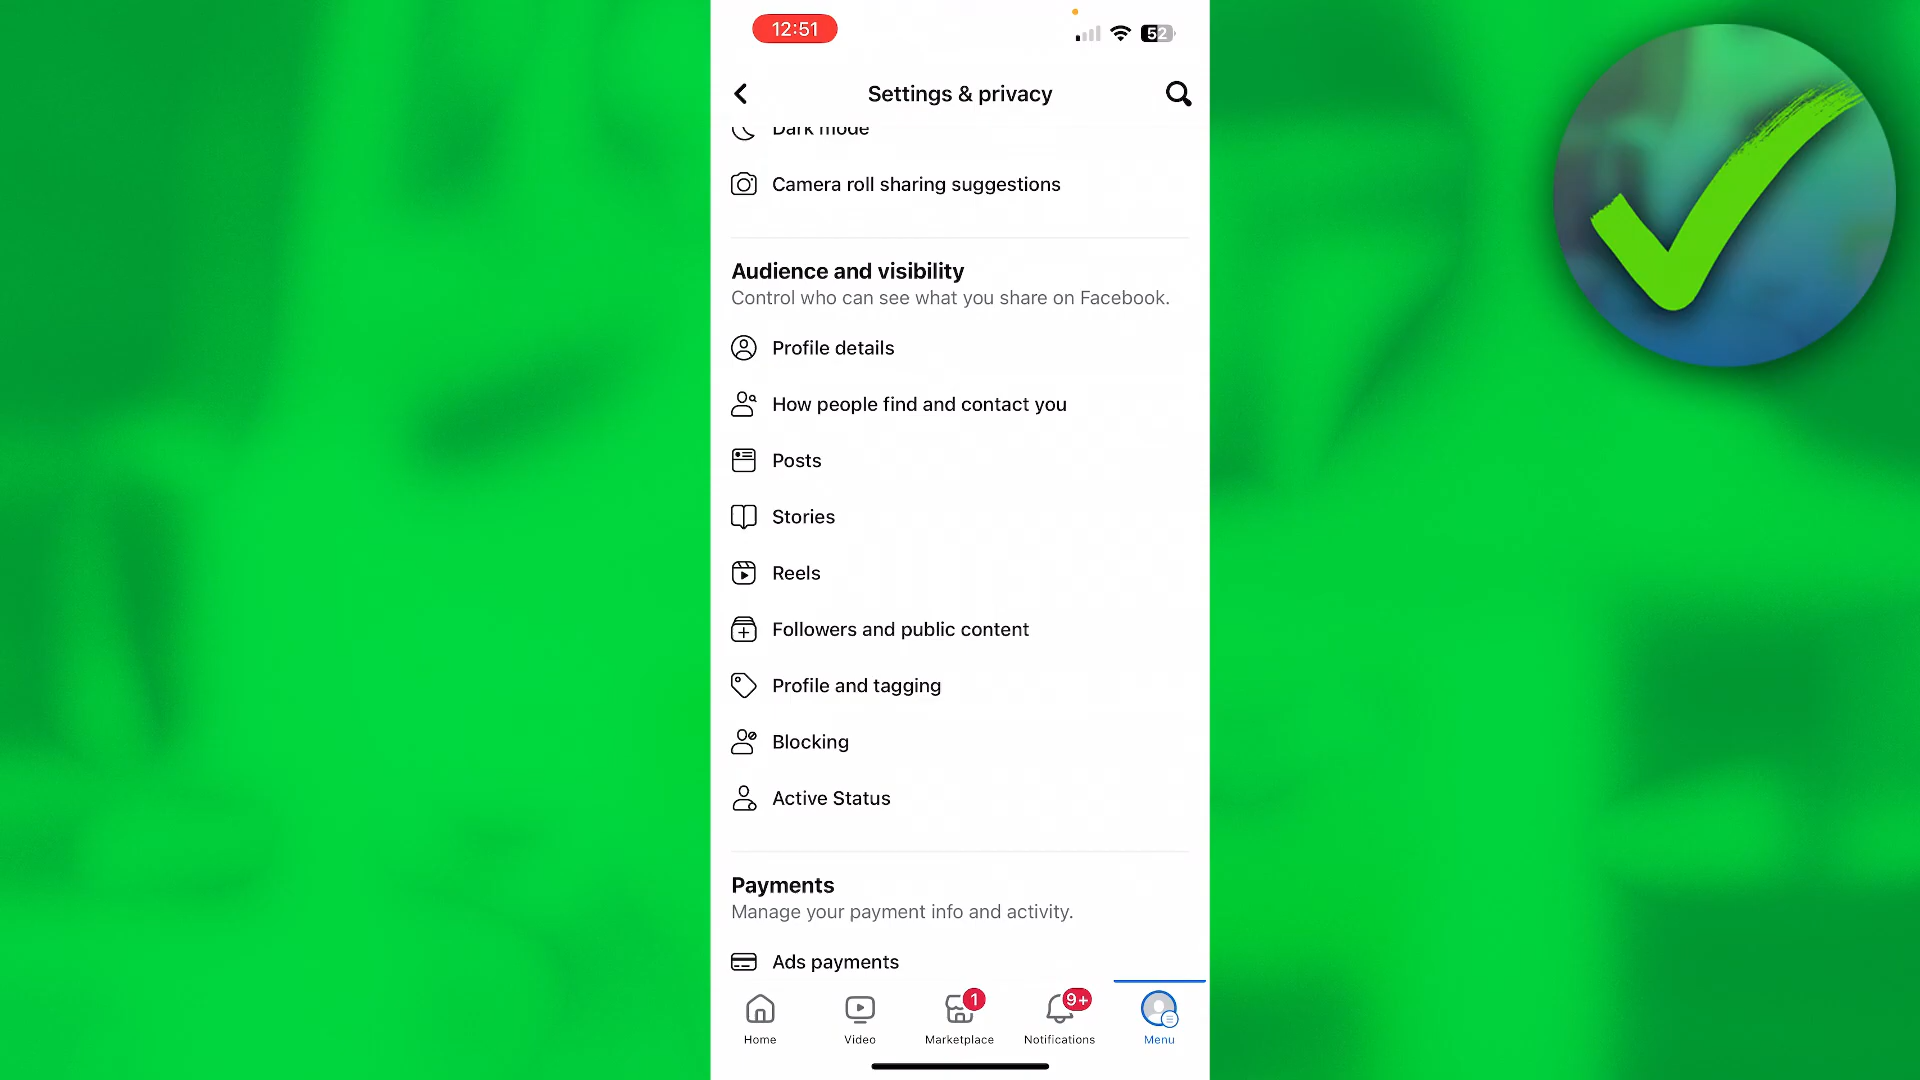 12:51
52
Settings & privacy
Dark mode
Camera roll sharing suggestions
Audience and visibility
Control who can see what you share on Facebook.
Profile details
How people find and contact you
Posts
Stories
Reels
Followers and public content
Profile and tagging
Blocking
Active Status
Payments
Manage your payment info and activity.
Ads payments
1
9+
Home
Video
Marketplace
Notifications
Menu